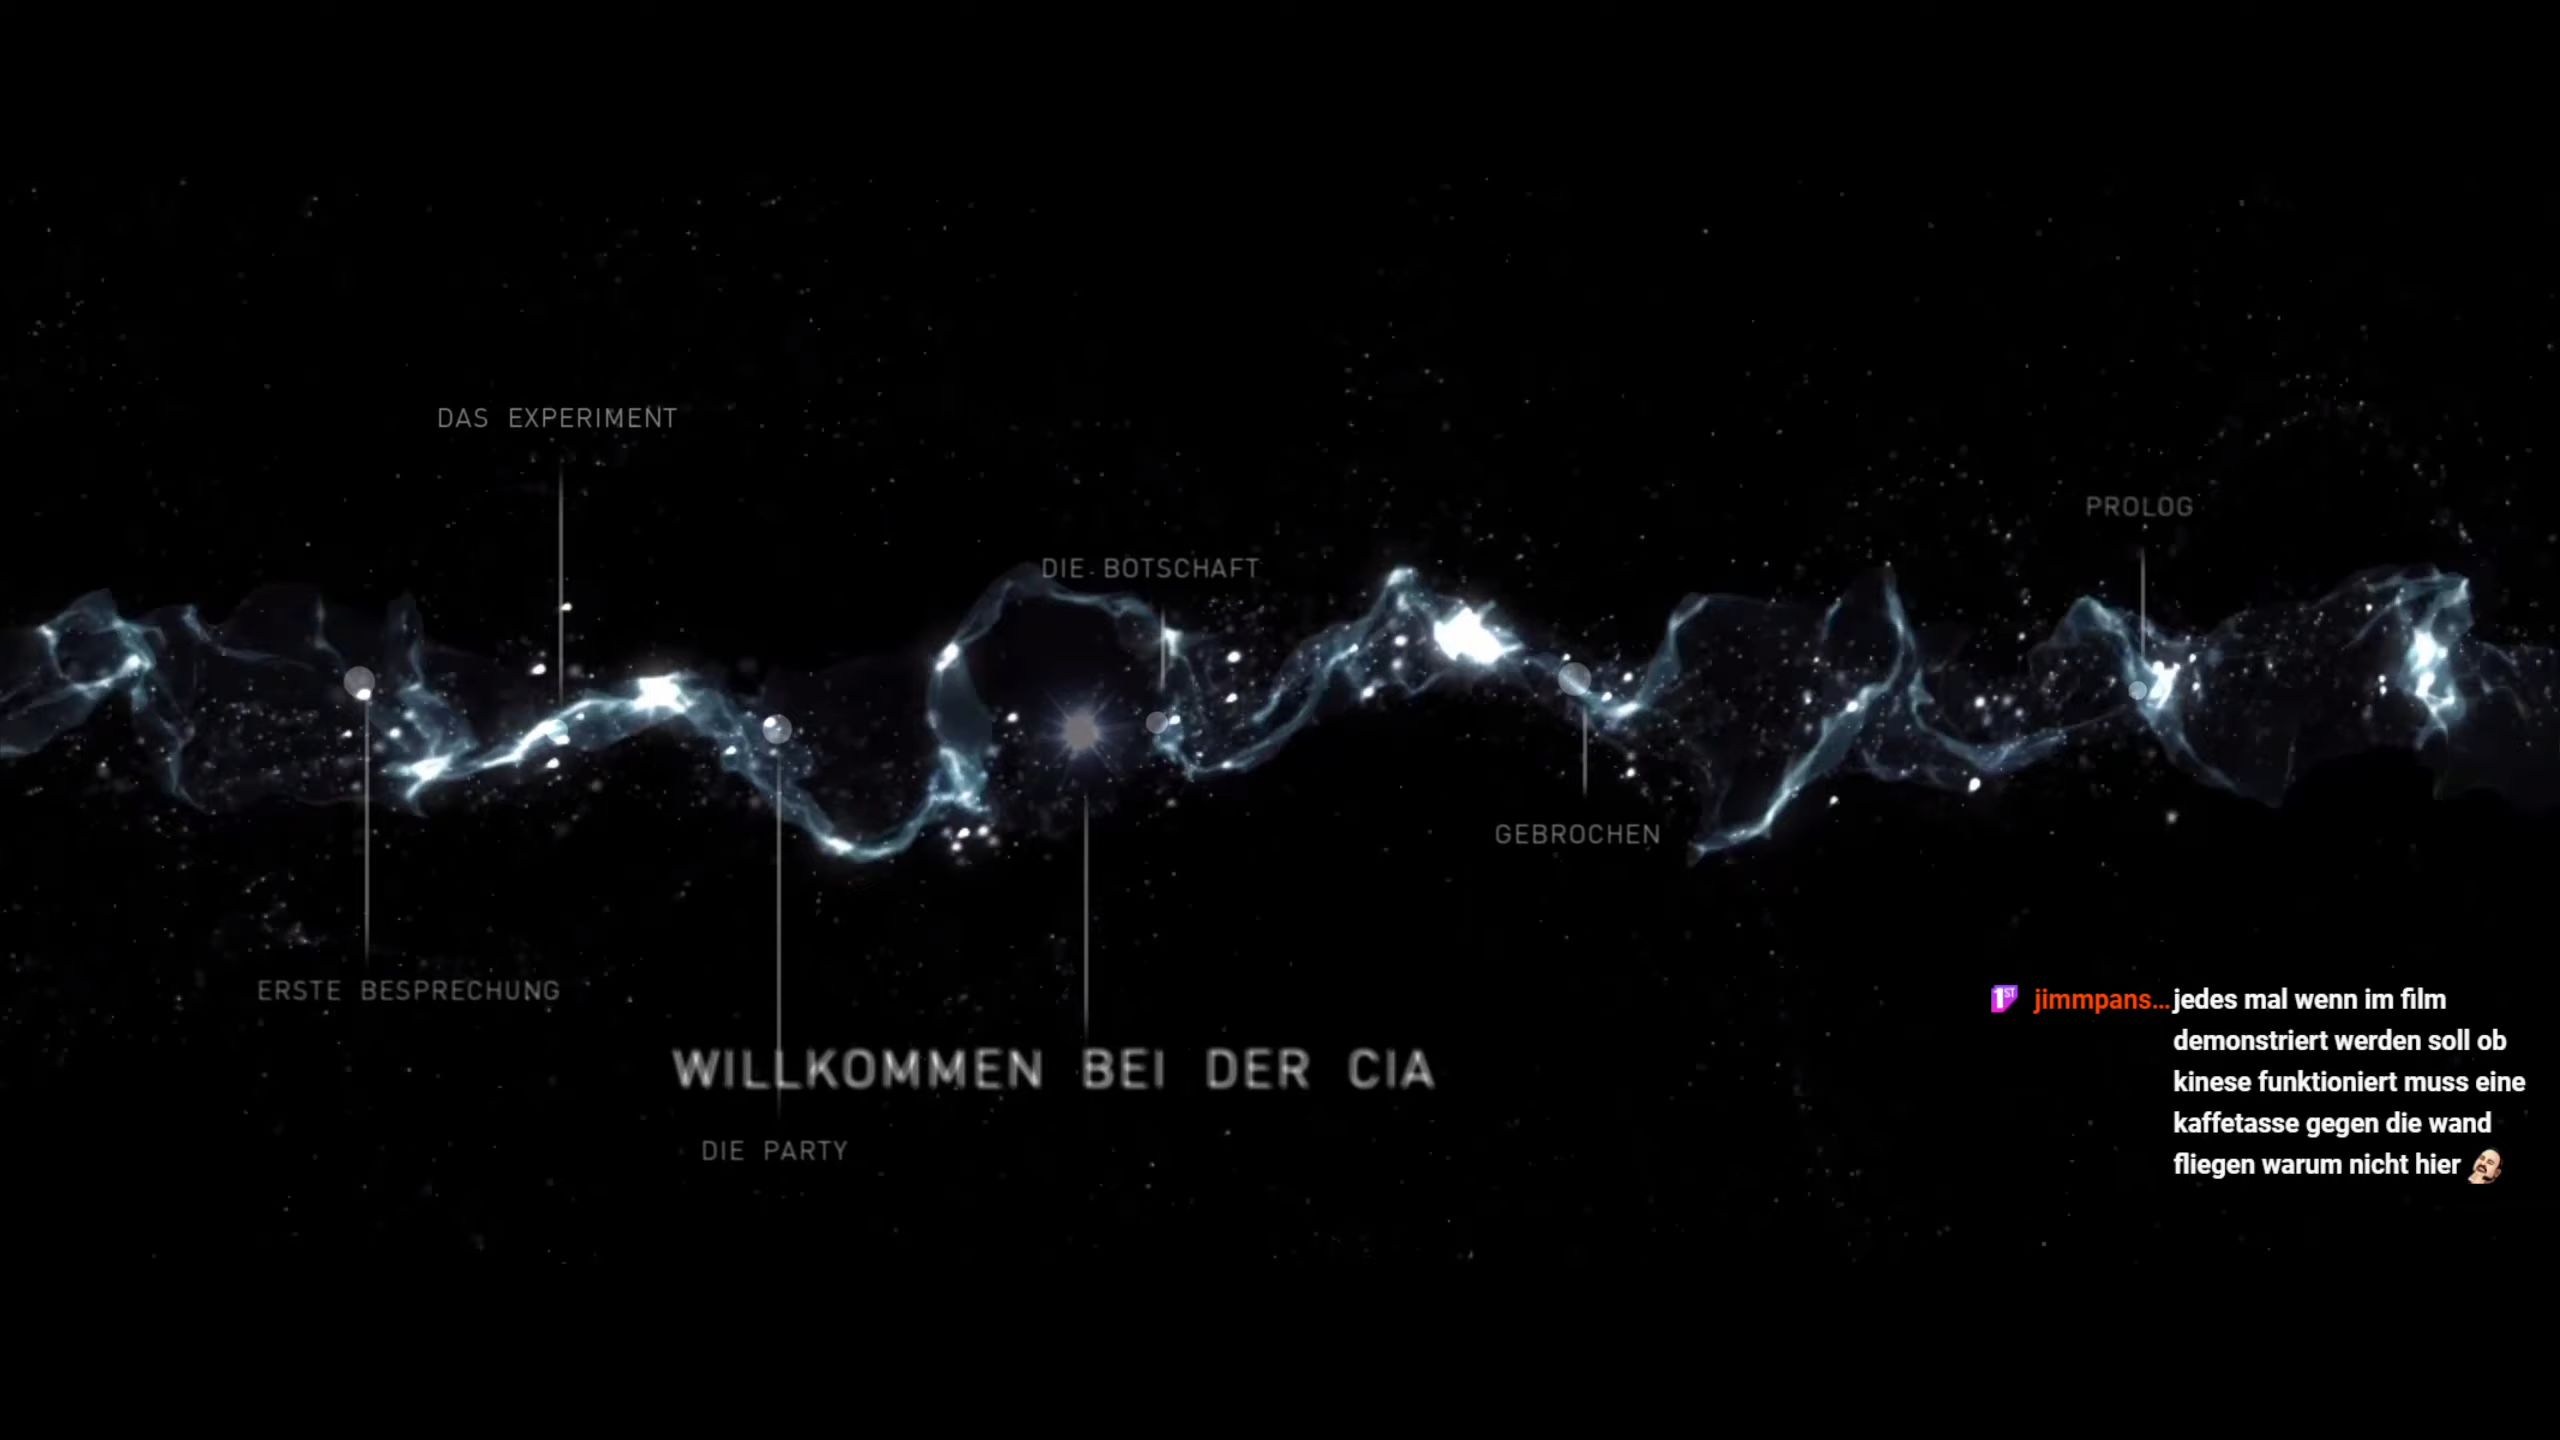 DAS EXPERIMENT
PROLOG
DIE BOTSCHAFT
GEBROCHEN
ERSTE BESPRECHUNG
WILLKOMMEN BEI DER CIA
DIE PARTY
1ST jimmpans... jedes mal wenn im film
demonstriert werden soll ob
kinese funktioniert muss eine
kaffetasse gegen die wand
fliegen warum nicht hier